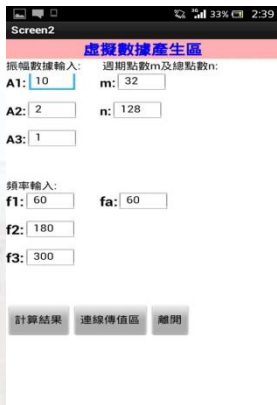 33% 2:39
Screen2
虛擬數據產生區
振幅數據輸入: 週期點數m及總點數n:
A1: 10 m: 32
A2: 2 n: 128
A3: 1
頻率輸入:
f1: 60 fa: 60
f2: 180
f3: 300
計算結果 連線傳值區 離開